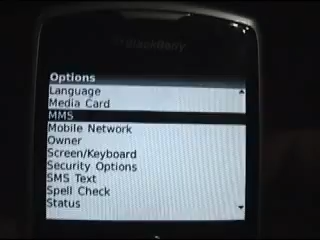 BlackBerry
Options
Language
Media Card
MMS
Mobile Network
Owner
Screen/Keyboard
Security Options
SMS Text
Spell Check
Status